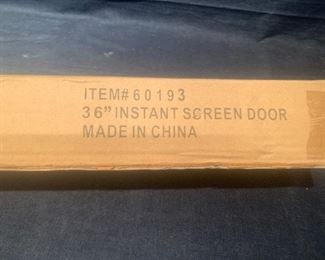 ITEM#60193
36" INSTANT SCREEN DOOR
MADE IN CHINA